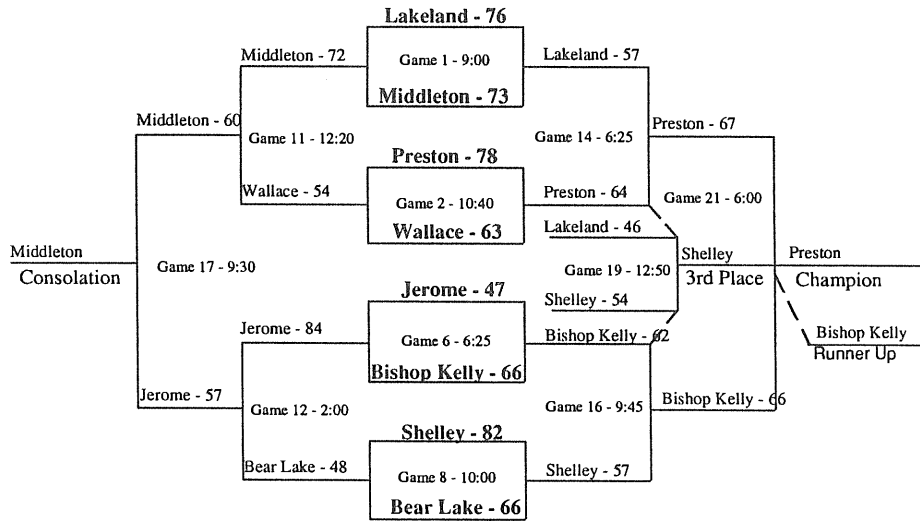 Lakeland - 76
Middleton - 72
Game 1 - 9:00
Lakeland - 57
Middleton - 73
Middleton - 60
Game 11 - 12:20
Game 14 - 6:25
Preston - 67
Preston - 78
Wallace - 54
Game 2 - 10:40
Preston - 64
Game 21 - 6:00
Wallace - 63
Lakeland - 46
Middleton
Shelley
Preston
Consolation
Game 17 - 9:30
Game 19 - 12:50
3rd Place
Champion
Jerome - 47
Shelley - 54
Jerome - 84
Game 6 - 6:25
Bishop Kelly - 62
Bishop Kelly
Runner Up
Bishop Kelly - 66
Jerome - 57
Game 12 - 2:00
Game 16 - 9:45
Bishop Kelly - 66
Shelley - 82
Bear Lake - 48
Game 8 - 10:00
Shelley - 57
Bear Lake - 66